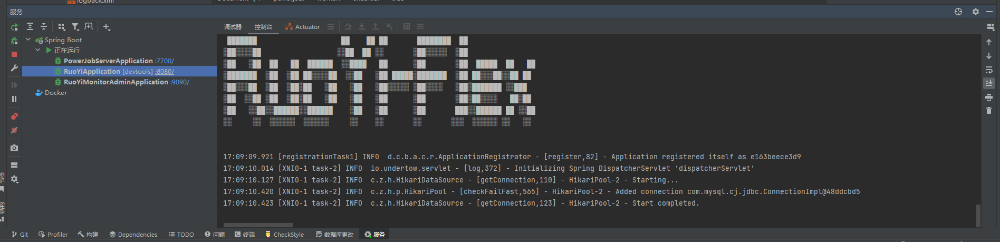 logback.xml
服务
调试器 控制台 Actuator
Spring Boot
正在运行
PowerJobServerApplication :7700/
RuoYiApplication [devtools] :8080/
RuoYiMonitorAdminApplication :9090/
Docker
17:09:09.921 [registrationTask1] INFO d.c.b.a.c.r.ApplicationRegistrator - [register,82] - Application registered itself as e163beece3d9
17:09:10.014 [XNIO-1 task-2] INFO io.undertow.servlet - [log,372] - Initializing Spring DispatcherServlet 'dispatcherServlet'
17:09:10.127 [XNIO-1 task-2] INFO c.z.h.HikariDataSource - [getConnection,110] - HikariPool-2 - Starting...
17:09:10.420 [XNIO-1 task-2] INFO c.z.h.p.HikariPool - [checkFailFast,565] - HikariPool-2 - Added connection com.mysql.cj.jdbc.ConnectionImpl@48ddcbd5
17:09:10.423 [XNIO-1 task-2] INFO c.z.h.HikariDataSource - [getConnection,123] - HikariPool-2 - Start completed.
书签
结构
Git Profiler 构建 Dependencies TODO 问题 终端 CheckStyle 数据库更改 服务